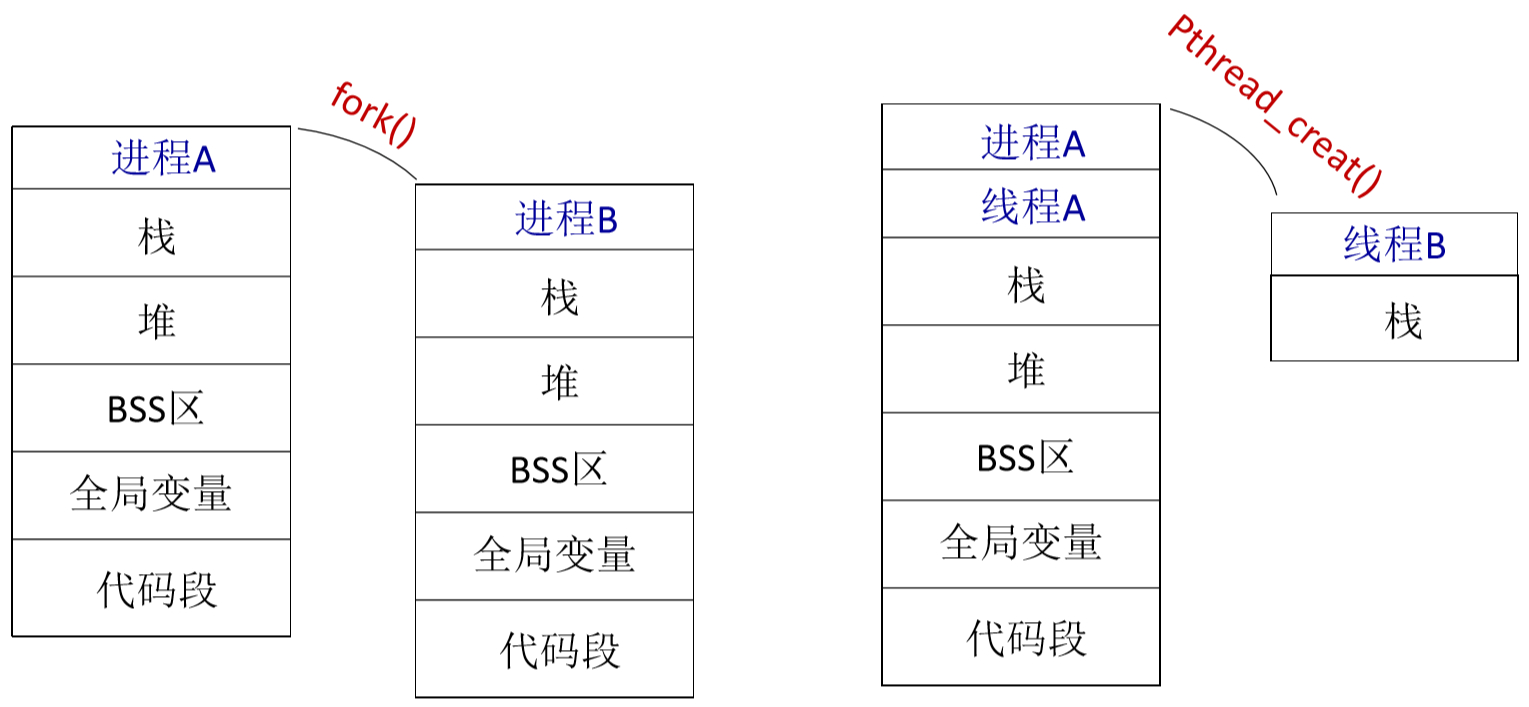 fork()
进程A
栈
堆
BSS区
全局变量
代码段
进程B
栈
堆
BSS区
全局变量
代码段
Pthread_creat()
进程A
线程A
栈
堆
BSS区
全局变量
代码段
线程B
栈